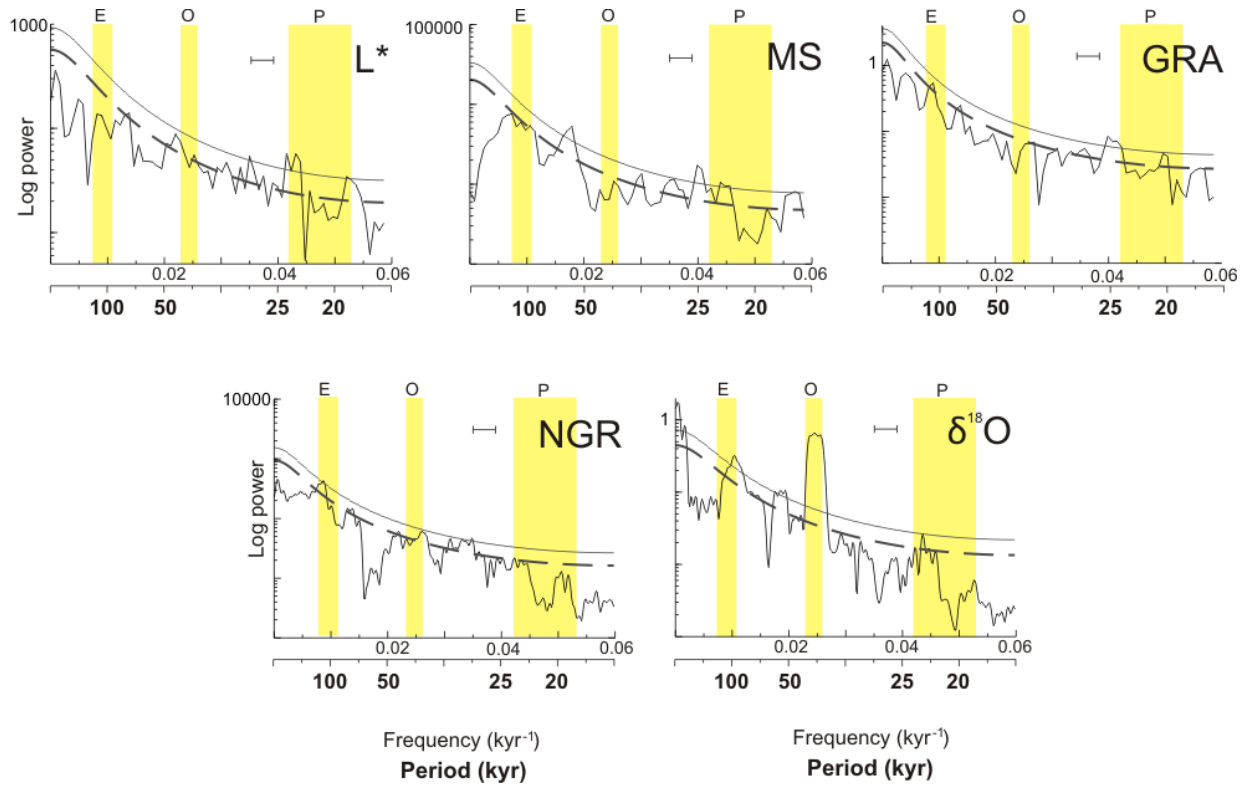 E O P
1000
L*
Log power
0.02 0.04 0.06
100 50 25 20
E O P
100000
MS
0.02 0.04 0.06
100 50 25 20
E O P
1
GRA
0.02 0.04 0.06
100 50 25 20
E O P
10000
NGR
Log power
0.02 0.04 0.06
100 50 25 20
Frequency (kyr⁻¹)
Period (kyr)
E O P
1
δ¹⁸O
0.02 0.04 0.06
100 50 25 20
Frequency (kyr⁻¹)
Period (kyr)